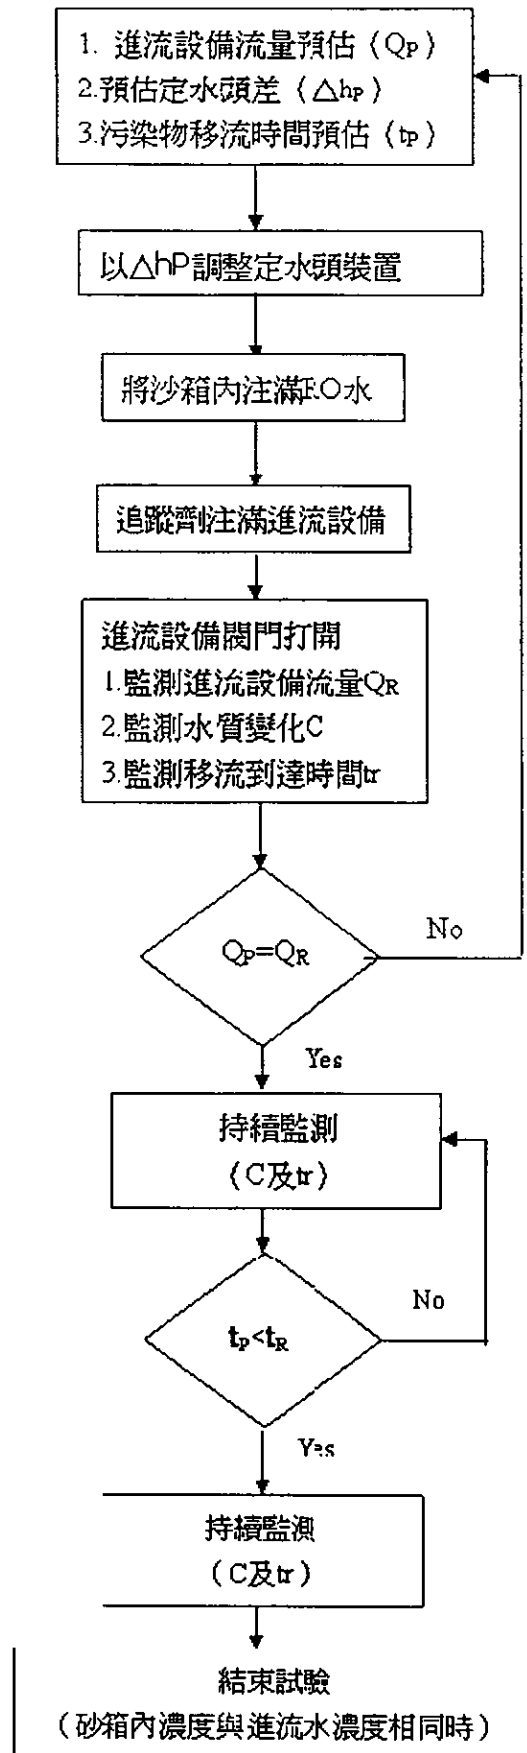 1. 進流設備流量預估（QP）
2.預估定水頭差（△hP）
3.污染物移流時間預估（tP）
以△hP調整定水頭裝置
將沙箱內注滿RO水
追蹤劑注滿進流設備
進流設備閥門打開
1.監測進流設備流量QR
2.監測水質變化C
3.監測移流到達時間tr
QP=QR
No
Yes
持續監測
（C及tr）
tP<tR
No
Yes
持續監測
（C及tr）
結束試驗
（砂箱內濃度與進流水濃度相同時）